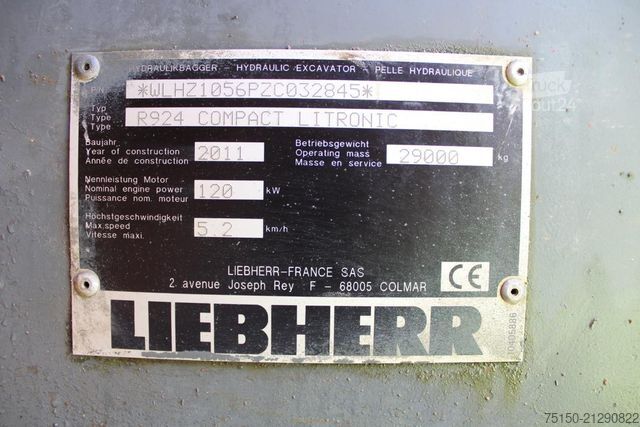 HYDRAULIKBAGGER - HYDRAULIC EXCAVATOR - PELLE HYDRAULIQUE
P/N *WLHZ1056PZC032845*
Typ
Type R924 COMPACT LITRONIC
Type
Baujahr
Year of construction 2011
Année de construction
Betriebsgewicht
Operating mass 29000 kg
Masse en service
Nennleistung Motor
Nominal engine power 120 kW
Puissance nom. moteur
Höchstgeschwindigkeit
Max.speed 5.2 km/h
Vitesse maxi.
LIEBHERR-FRANCE SAS
2 avenue Joseph Rey F - 68005 COLMAR
CE
LIEBHERR
10405886
truck
scout24
75150-21290822